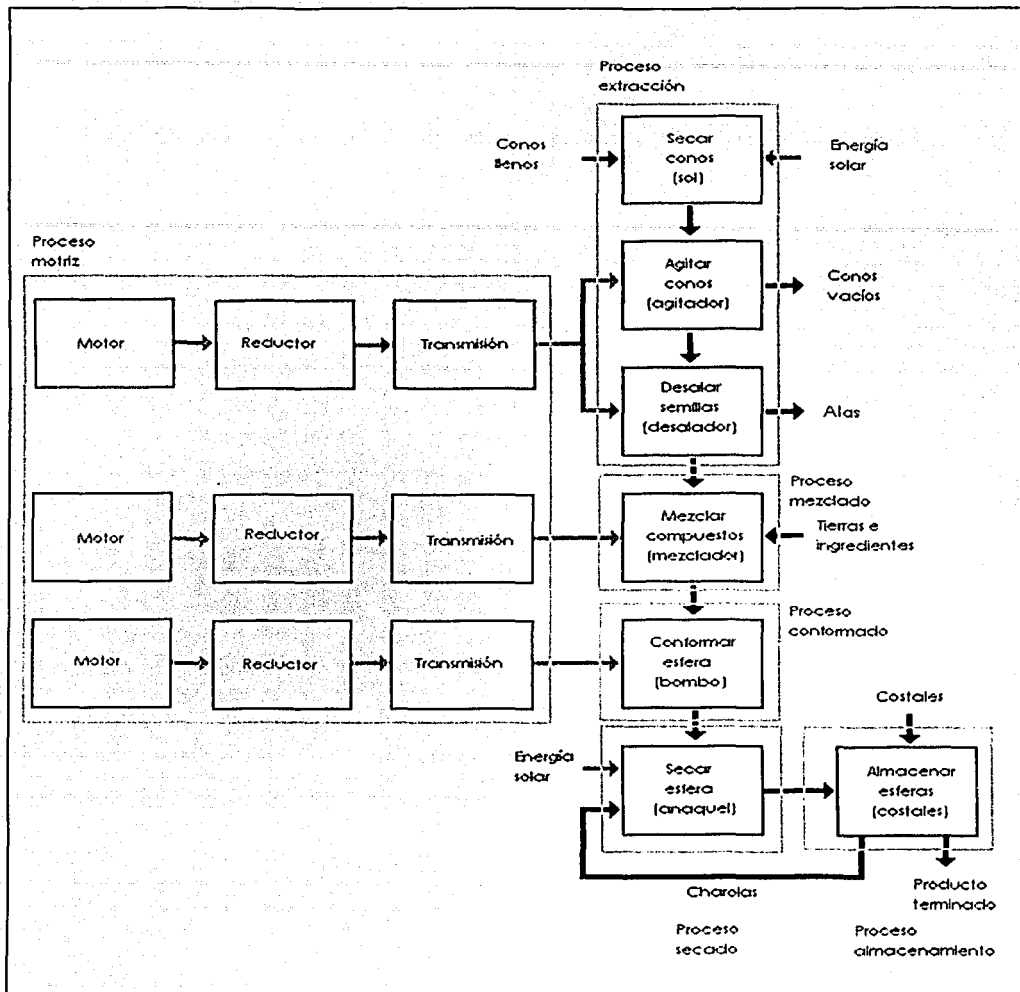 Proceso
extracción
Conos
llenos
Secar
conos
(sol)
Energía
solar
Proceso
motriz
Agitar
conos
(agitador)
Conos
vacíos
Motor
Reductor
Transmisión
Desalar
semillas
(desalador)
Alas
Proceso
mezclado
Motor
Reductor
Transmisión
Mezclar
compuestos
(mezclador)
Tierras e
ingredientes
Proceso
conformado
Motor
Reductor
Transmisión
Conformar
esfera
(bombo)
Costales
Energía
solar
Secar
esfera
(anaquel)
Almacenar
esferas
(costales)
Charolas
Producto
terminado
Proceso
secado
Proceso
almacenamiento